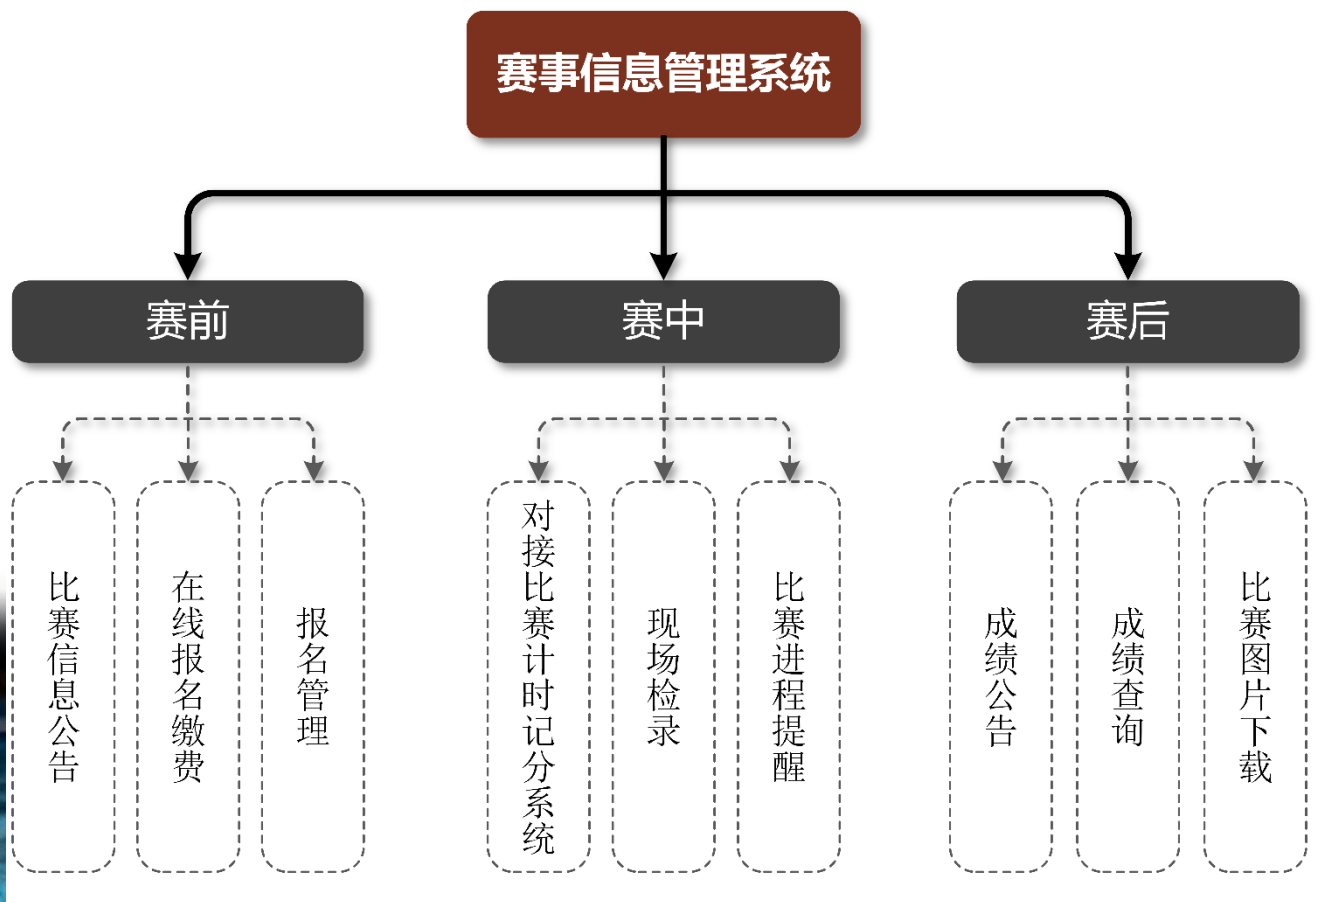 赛事信息管理系统
赛前
赛中
赛后
比赛信息公告
在线报名缴费
报名管理
对接比赛计时记分系统
现场检录
比赛进程提醒
成绩公告
成绩查询
比赛图片下载